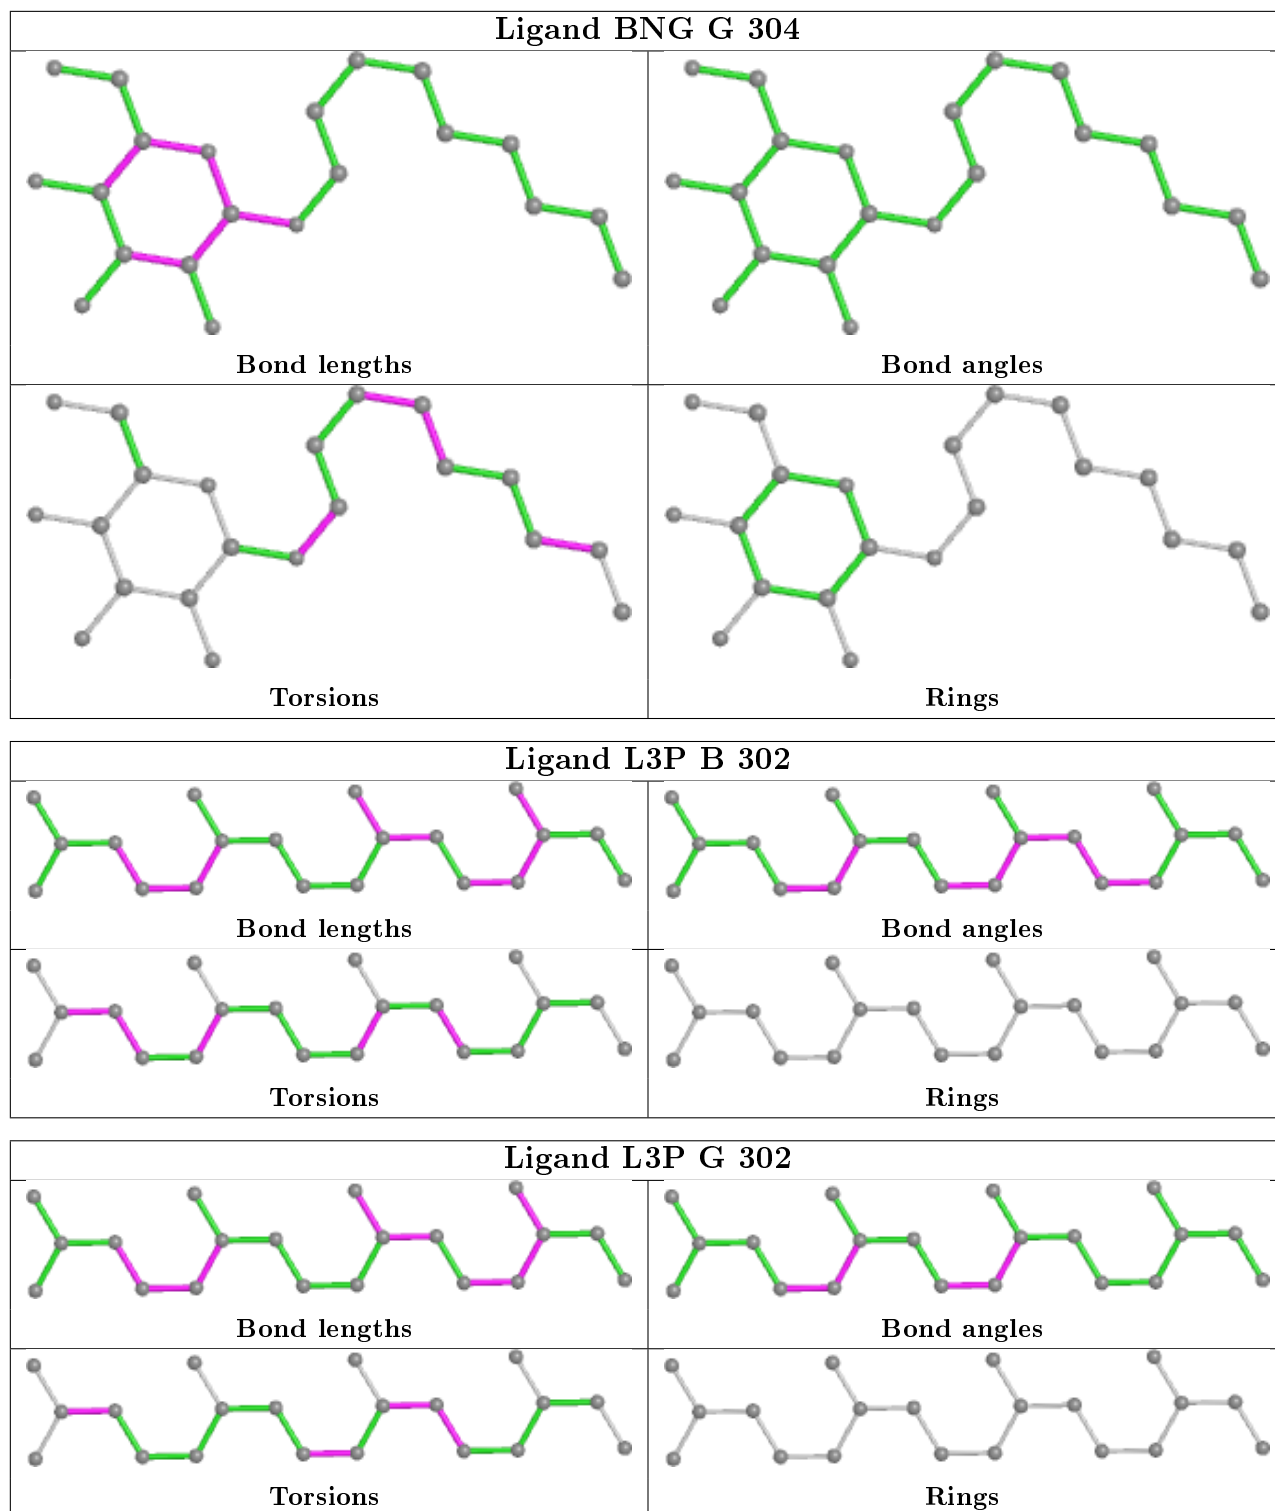 Ligand BNG G 304
Bond lengths
Bond angles
Torsions
Rings
Ligand L3P B 302
Bond lengths
Bond angles
Torsions
Rings
Ligand L3P G 302
Bond lengths
Bond angles
Torsions
Rings